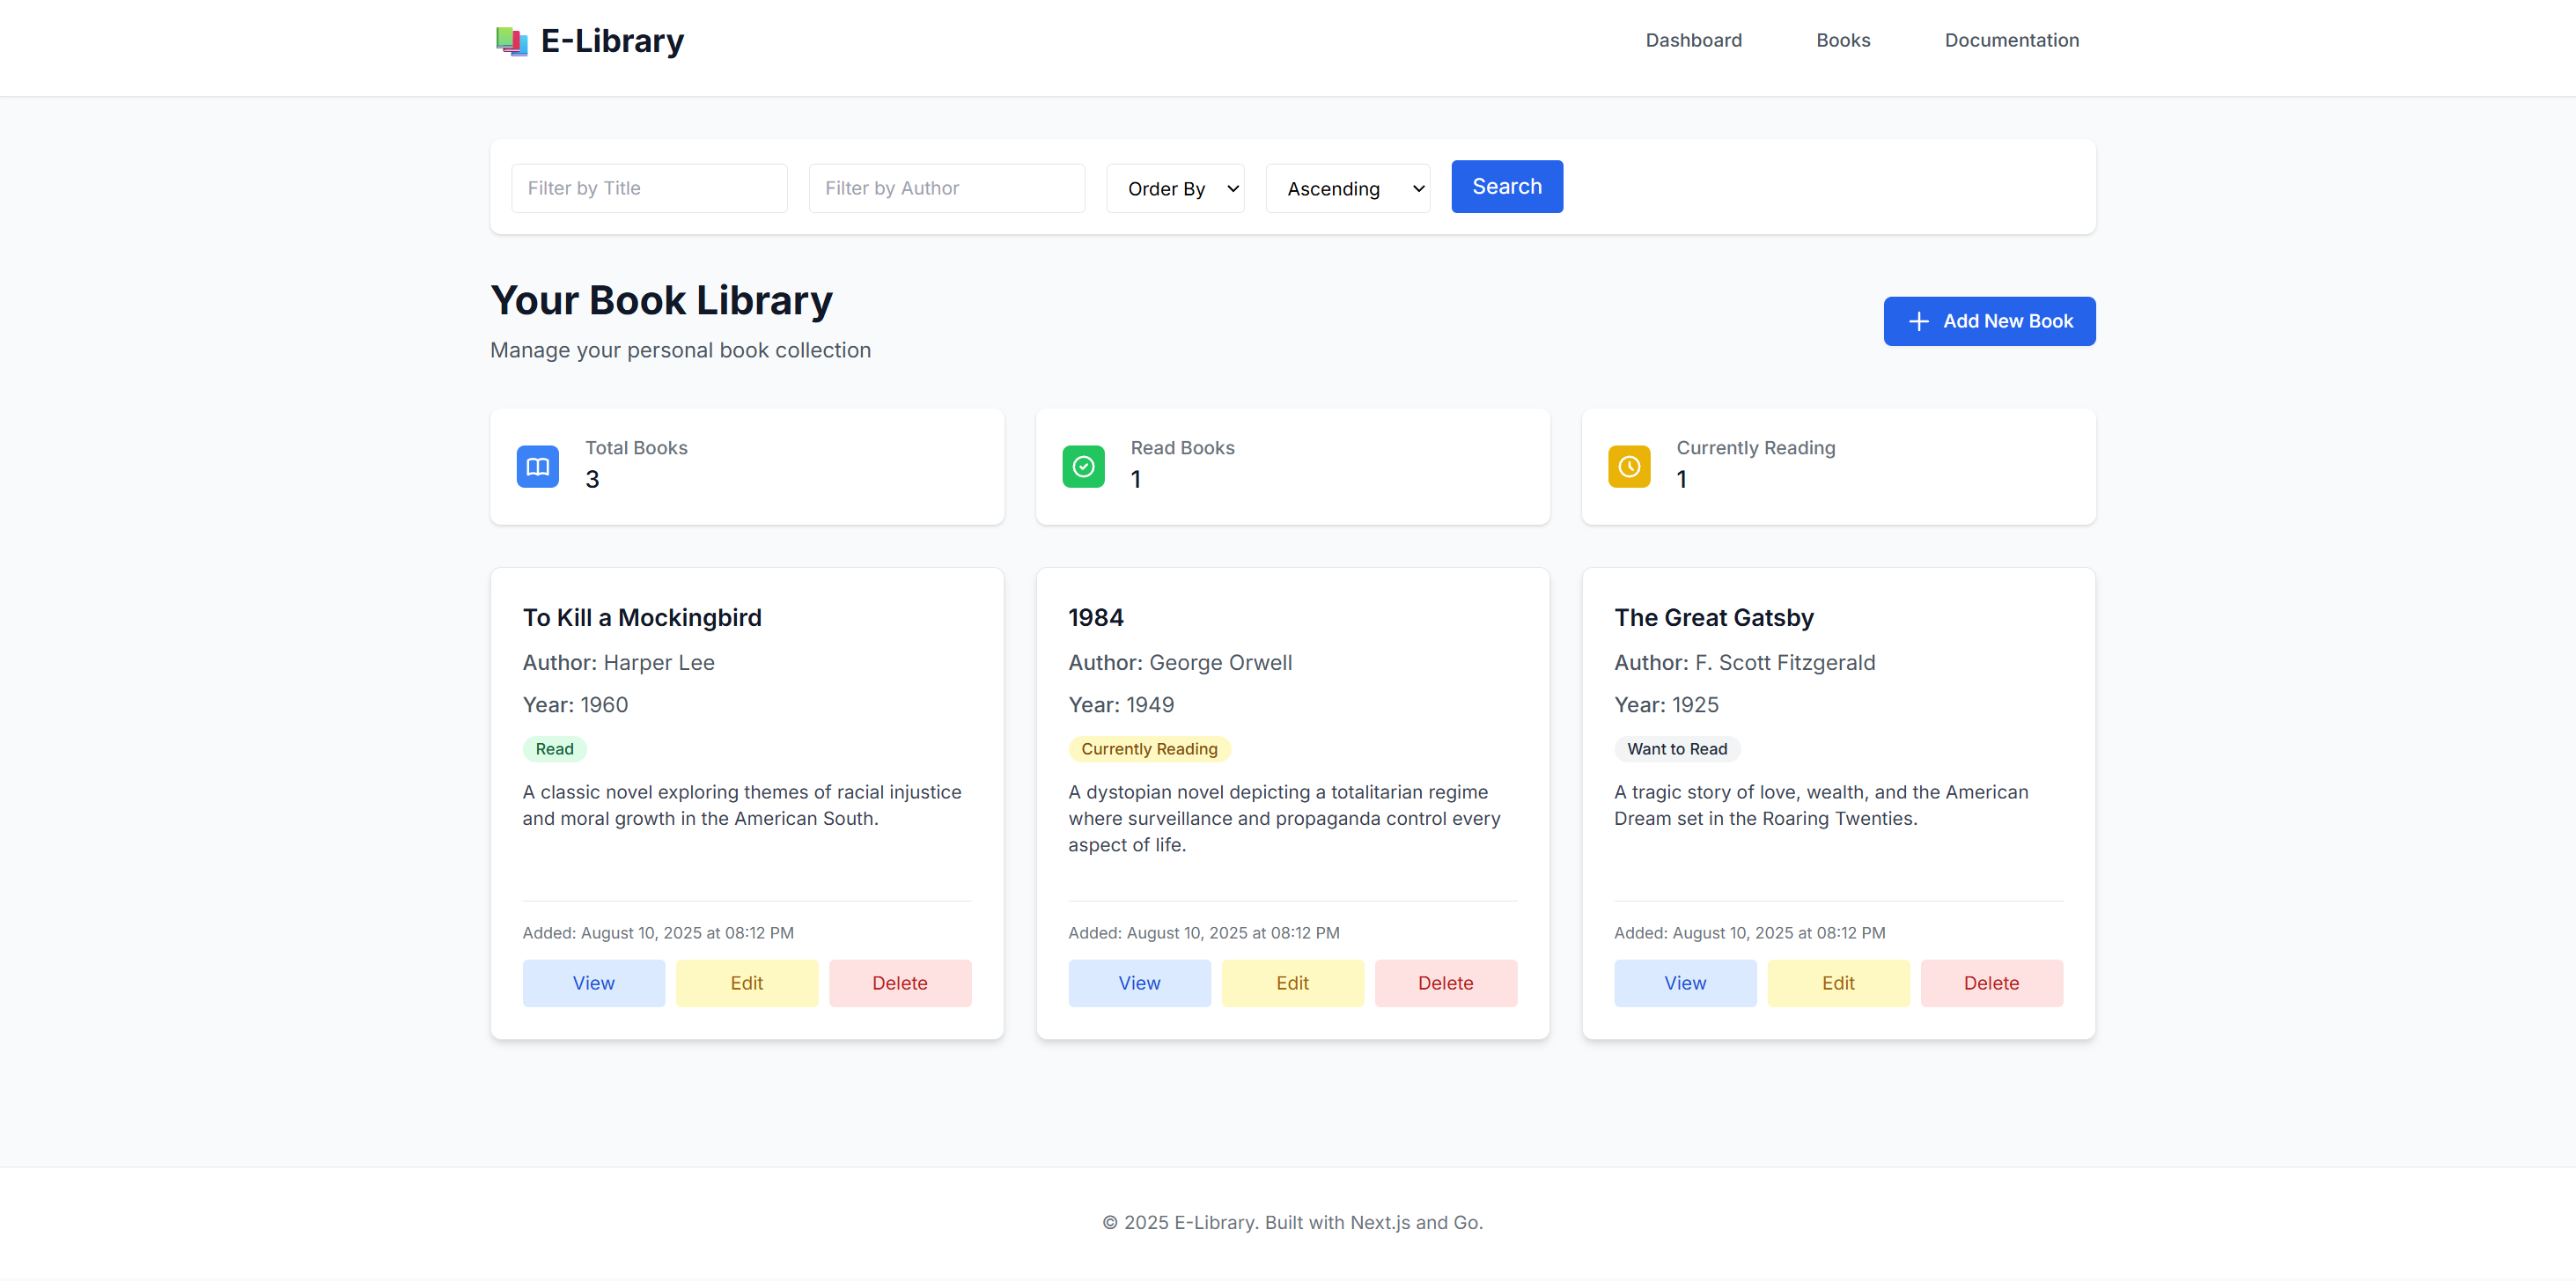 E-Library
Dashboard Books Documentation
Filter by Title Filter by Author Order By Ascending Search
Your Book Library
Manage your personal book collection
Add New Book
Total Books
3
Read Books
1
Currently Reading
1
To Kill a Mockingbird
Author: Harper Lee
Year: 1960
Read
A classic novel exploring themes of racial injustice
and moral growth in the American South.
Added: August 10, 2025 at 08:12 PM
View Edit Delete
1984
Author: George Orwell
Year: 1949
Currently Reading
A dystopian novel depicting a totalitarian regime
where surveillance and propaganda control every
aspect of life.
Added: August 10, 2025 at 08:12 PM
View Edit Delete
The Great Gatsby
Author: F. Scott Fitzgerald
Year: 1925
Want to Read
A tragic story of love, wealth, and the American
Dream set in the Roaring Twenties.
Added: August 10, 2025 at 08:12 PM
View Edit Delete
© 2025 E-Library. Built with Next.js and Go.